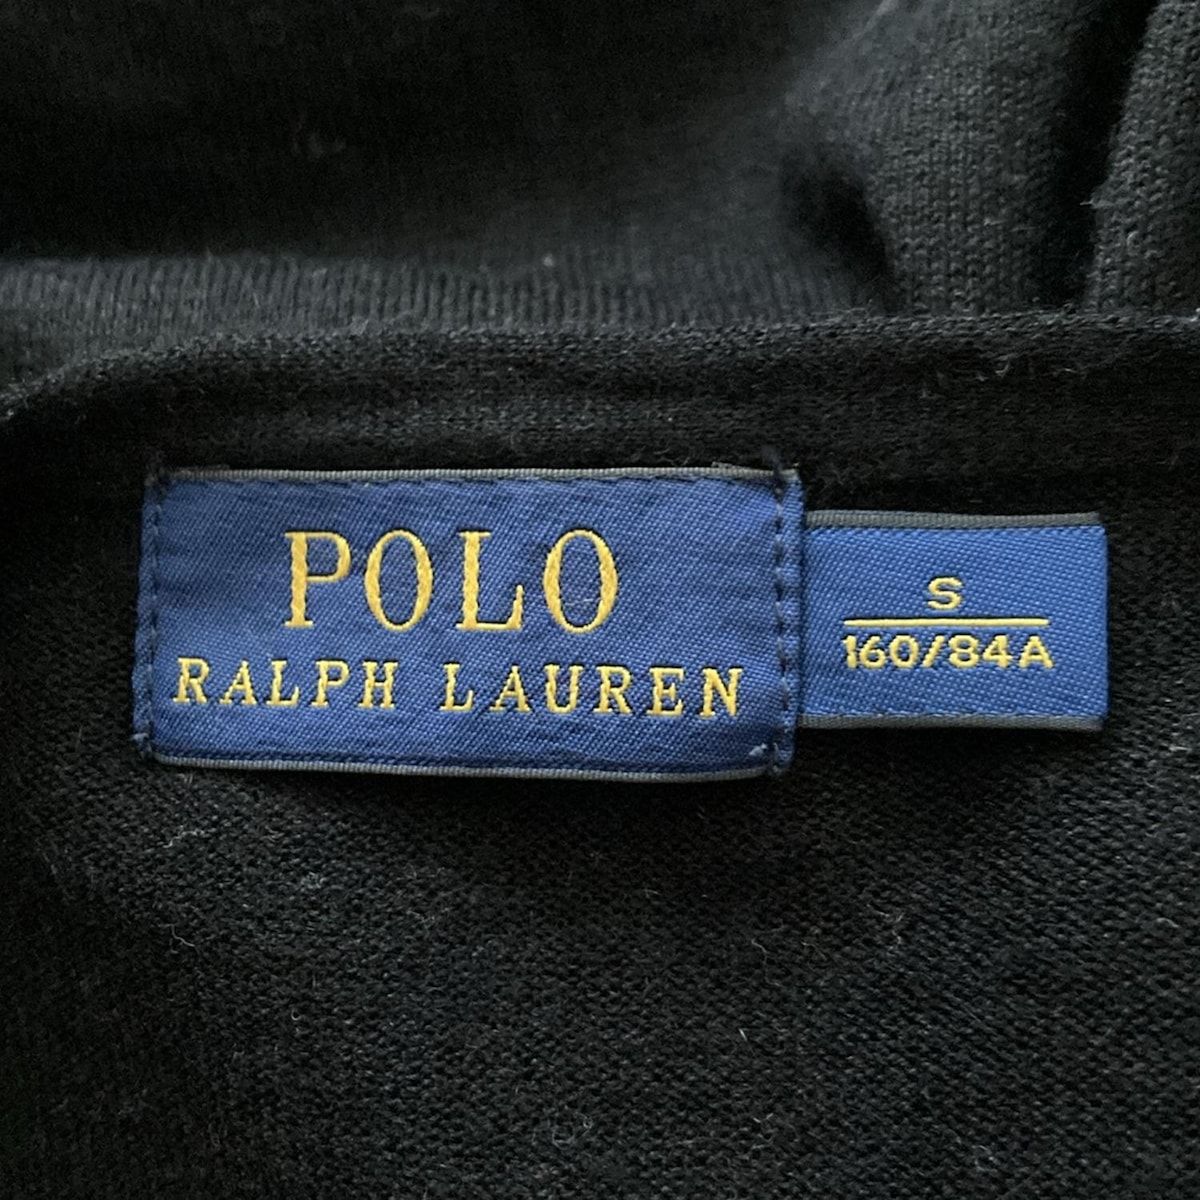 POLO
RALPH LAUREN
S
160/84A